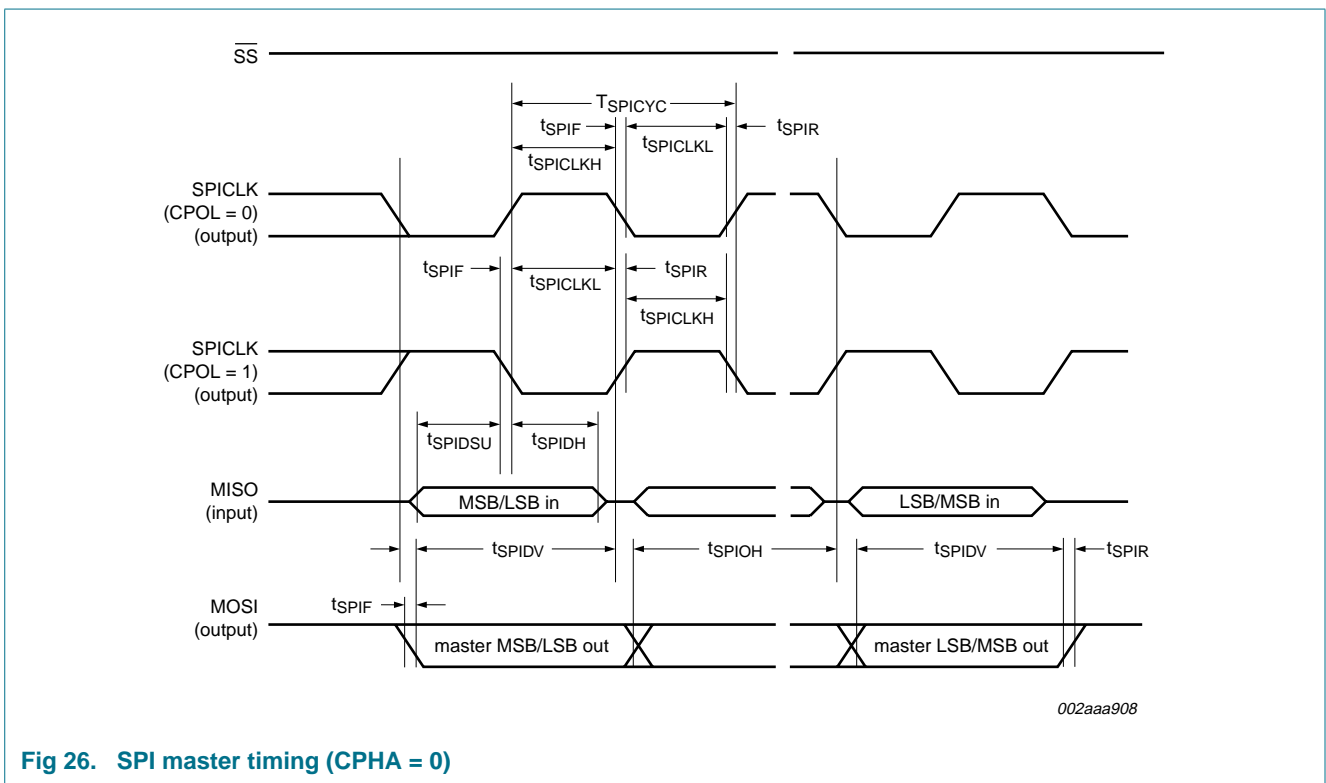 SS
TSPICYC
tSPIF
tSPICLKL
tSPIR
tSPICLKH
SPICLK
(CPOL = 0)
(output)
tSPIF
tSPICLKL
tSPIR
tSPICLKH
SPICLK
(CPOL = 1)
(output)
tSPIDSU
tSPIDH
MISO
(input)
MSB/LSB in
LSB/MSB in
tSPIDV
tSPIOH
tSPIDV
tSPIR
tSPIF
MOSI
(output)
master MSB/LSB out
master LSB/MSB out
002aaa908
Fig 26. SPI master timing (CPHA = 0)